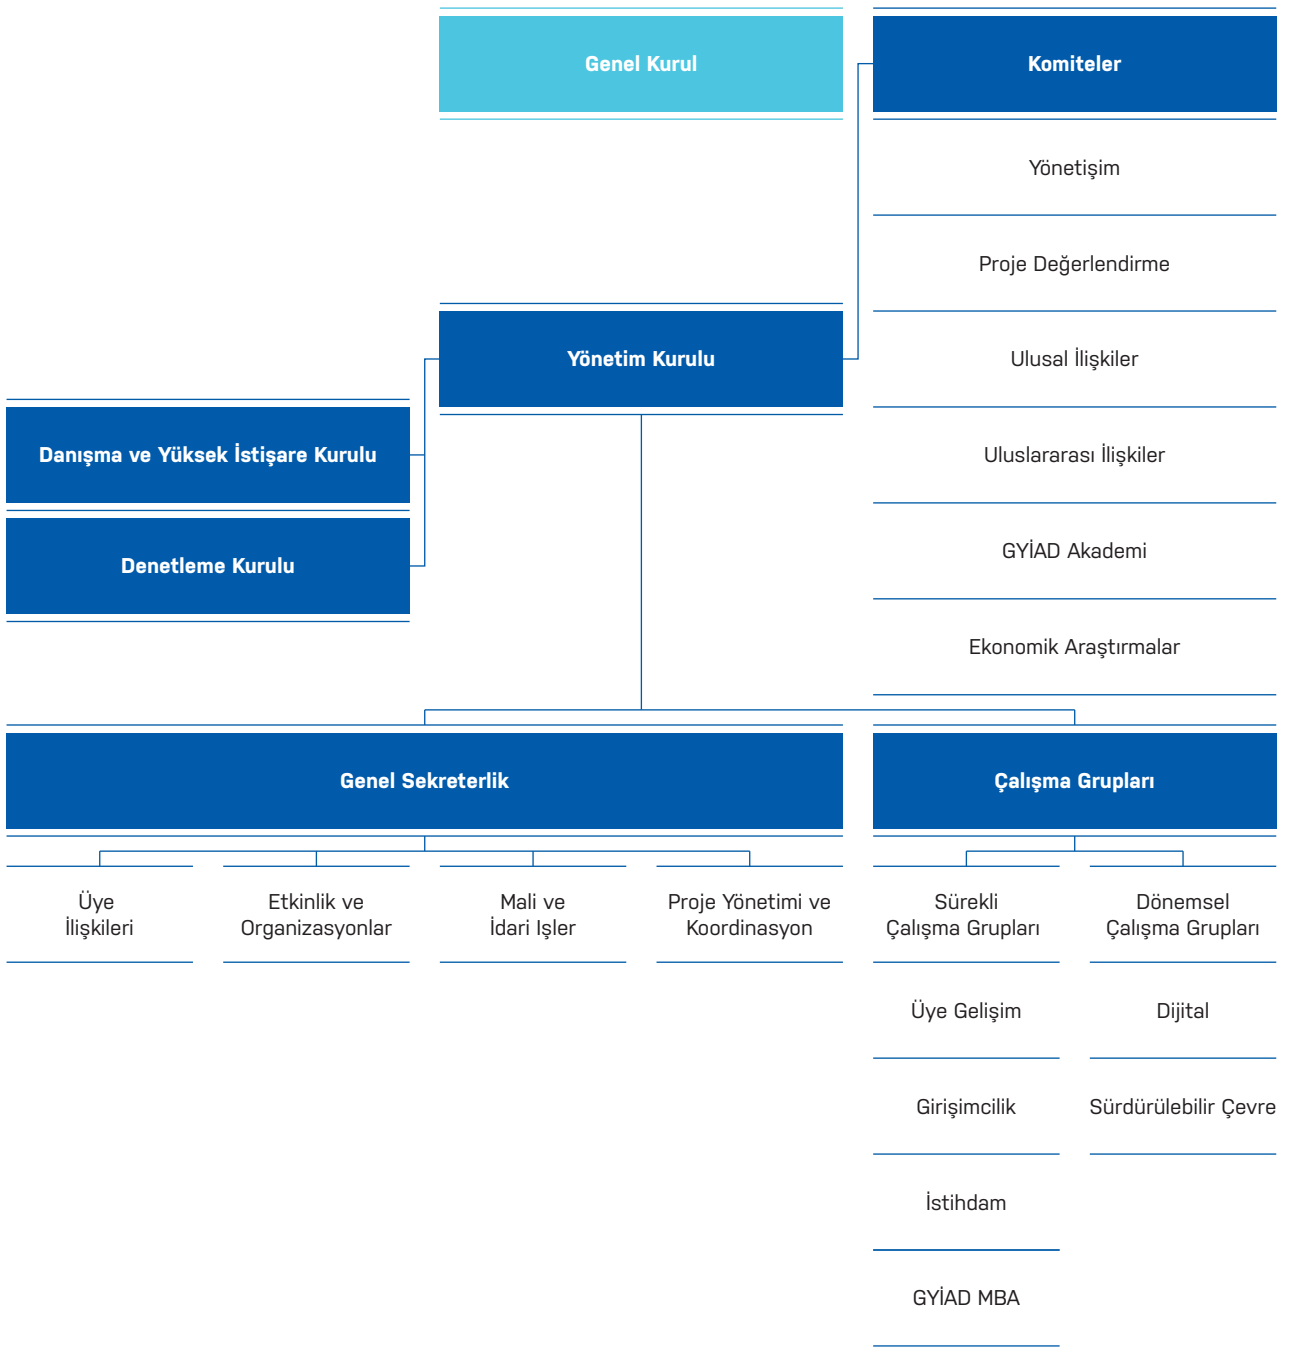 Genel Kurul
Komiteler
Yönetişim
Proje Değerlendirme
Ulusal İlişkiler
Uluslararası İlişkiler
GYİAD Akademi
Ekonomik Araştırmalar
Yönetim Kurulu
Danışma ve Yüksek İstişare Kurulu
Denetleme Kurulu
Genel Sekreterlik
Üye
İlişkileri
Etkinlik ve
Organizasyonlar
Mali ve
İdari Işler
Proje Yönetimi ve
Koordinasyon
Çalışma Grupları
Sürekli
Çalışma Grupları
Üye Gelişim
Girişimcilik
İstihdam
GYİAD MBA
Dönemsel
Çalışma Grupları
Dijital
Sürdürülebilir Çevre